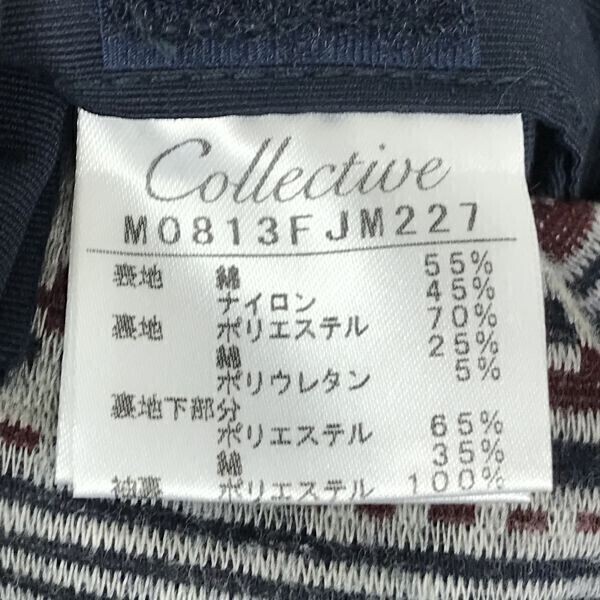 Collective
M0813FJM227
表地 綿 55%
ナイロン 45%
裏地 ポリエステル 70%
綿 25%
ポリウレタン 5%
裏地下部分
ポリエステル 65%
綿 35%
袖裏 ポリエステル 100%